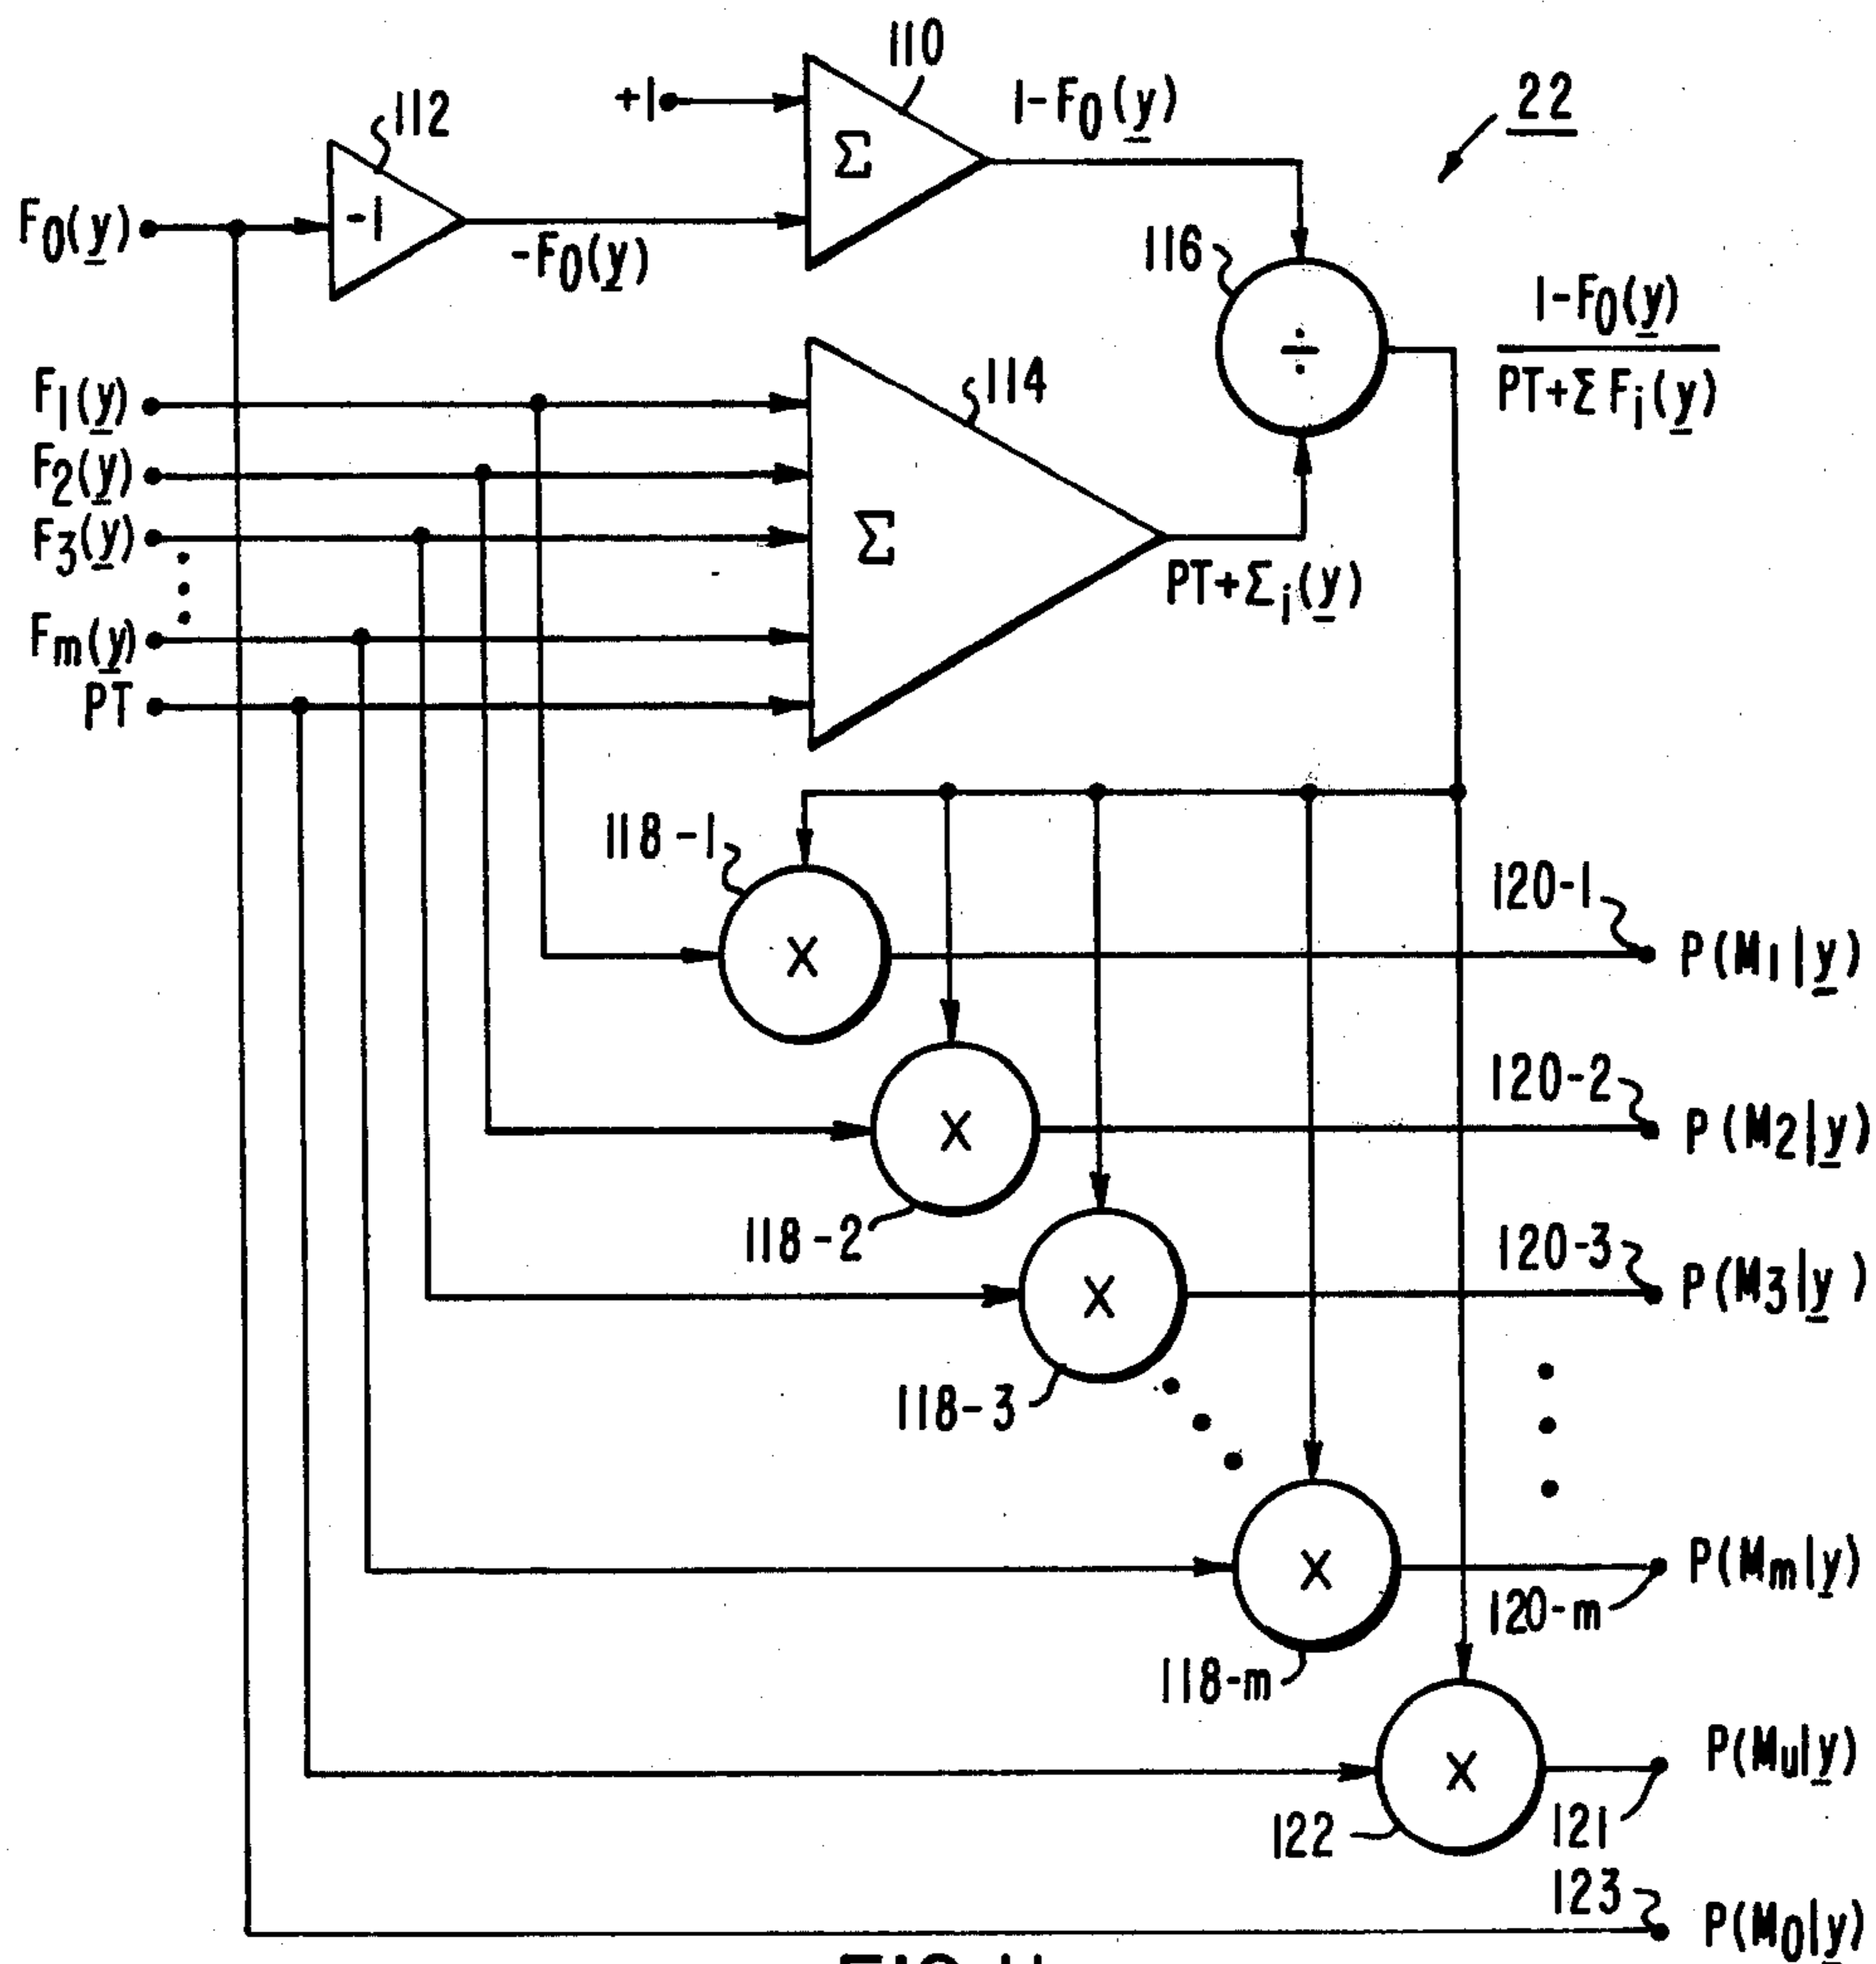 110
+1
1-F0(y)
22
112
-1
Σ
F0(y)
-F0(y)
116
÷
1-F0(y)
PT+ΣFj(y)
F1(y)
114
F2(y)
Σ
F3(y)
PT+Σj(y)
Fm(y)
PT
118-1
120-1
X
P(M1|y)
120-2
X
P(M2|y)
118-2
120-3
X
P(M3|y)
118-3
X
P(Mm|y)
120-m
118-m
P(Mu|y)
X
122
121
123
P(M0|y)